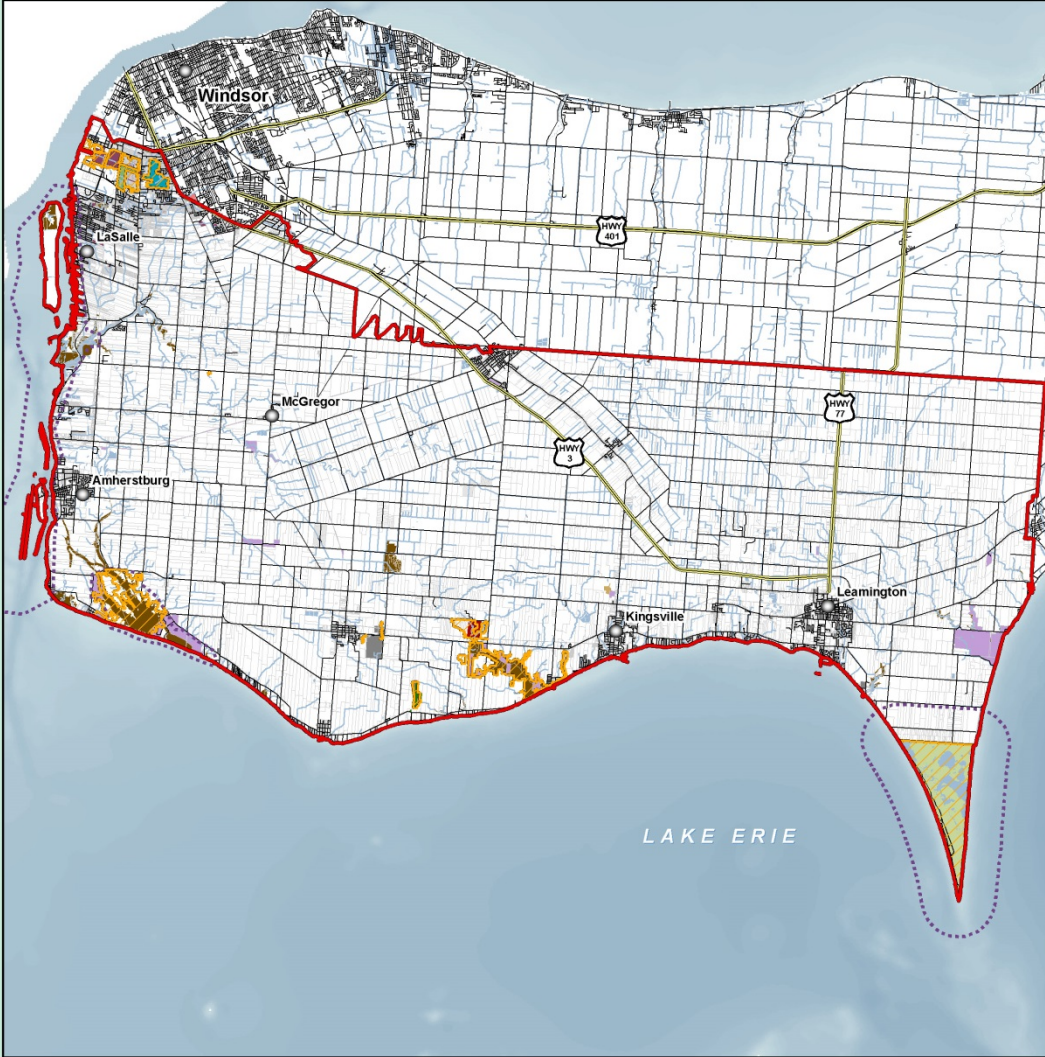 Windsor
LaSalle
HWY
401
McGregor
HWY
77
HWY
3
Amherstburg
Leamington
Kingsville
LAKE ERIE